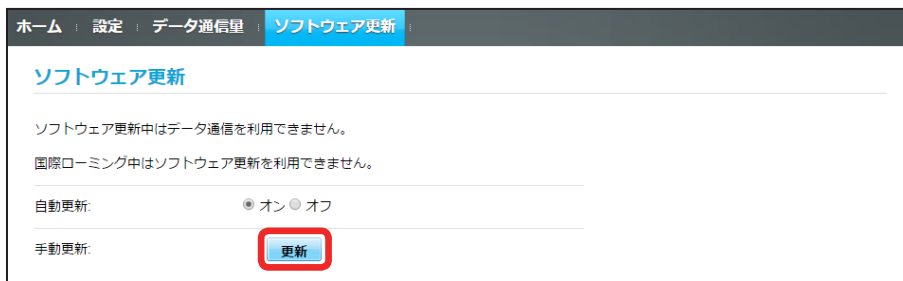 ホーム 設定 データ通信量 ソフトウェア更新
ソフトウェア更新
ソフトウェア更新中はデータ通信を利用できません。
国際ローミング中はソフトウェア更新を利用できません。
自動更新: オン オフ
手動更新: 更新